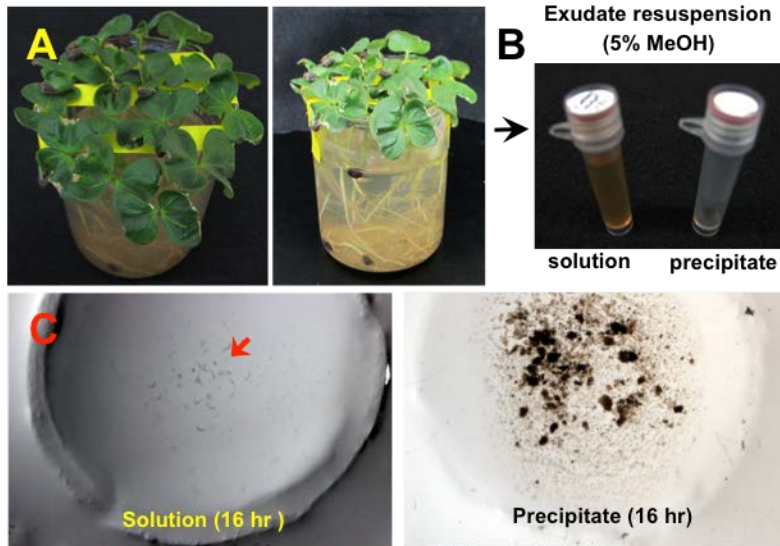 A
B
Exudate resuspension
(5% MeOH)
solution
precipitate
C
Solution (16 hr )
Precipitate (16 hr)